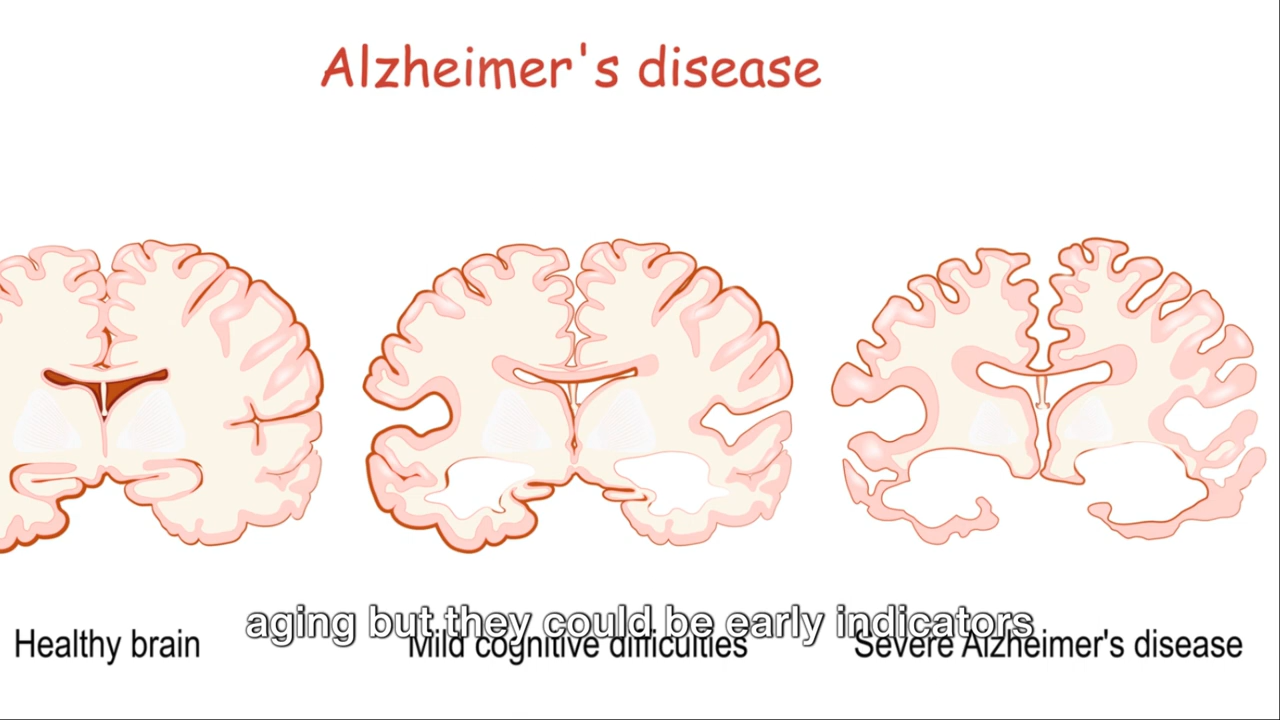 Alzheimer's disease
aging but they could be early indicators
Healthy brain
Mild cognitive difficulties
Severe Alzheimer's disease